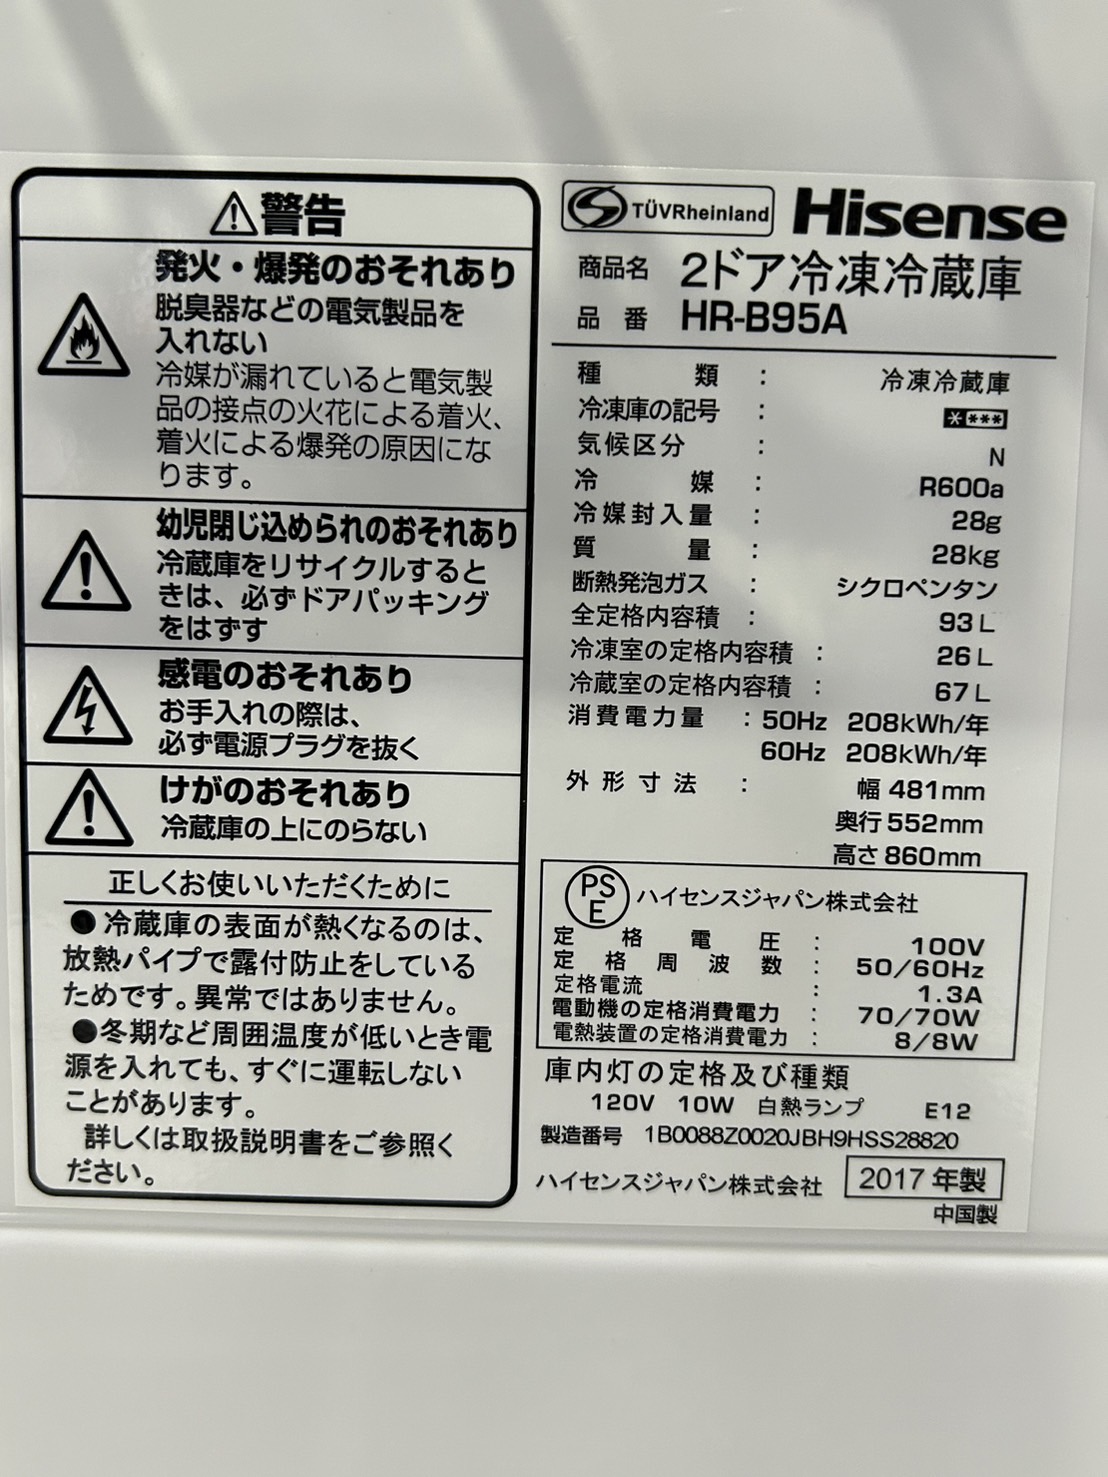 ⚠警告
発火・爆発のおそれあり
脱臭器などの電気製品を
入れない
冷媒が漏れていると電気製
品の接点の火花による着火、
着火による爆発の原因にな
ります。
幼児閉じ込められのおそれあり
冷蔵庫をリサイクルすると
きは、必ずドアパッキング
をはずす
感電のおそれあり
お手入れの際は、
必ず電源プラグを抜く
けがのおそれあり
冷蔵庫の上にのらない
正しくお使いいただくために
●冷蔵庫の表面が熱くなるのは、
放熱パイプで露付防止をしている
ためです。異常ではありません。
●冬期など周囲温度が低いとき電
源を入れても、すぐに運転しない
ことがあります。
詳しくは取扱説明書をご参照く
ださい。
TÜVRheinland Hisense
商品名 2ドア冷凍冷蔵庫
品番 HR-B95A
種類 : 冷凍冷蔵庫
冷凍庫の記号 : ****
気候区分 : N
冷媒 : R600a
冷媒封入量 : 28g
質量 : 28kg
断熱発泡ガス : シクロペンタン
全定格内容積 : 93L
冷凍室の定格内容積 : 26L
冷蔵室の定格内容積 : 67L
消費電力量 : 50Hz 208kWh/年
60Hz 208kWh/年
外形寸法 : 幅 481mm
奥行 552mm
高さ 860mm
PSE ハイセンスジャパン株式会社
定格電圧 : 100V
定格周波数 : 50/60Hz
定格電流 : 1.3A
電動機の定格消費電力 : 70/70W
電熱装置の定格消費電力 : 8/8W
庫内灯の定格及び種類
120V 10W 白熱ランプ E12
製造番号 1B0088Z0020JBH9HSS28820
ハイセンスジャパン株式会社 2017年製
中国製